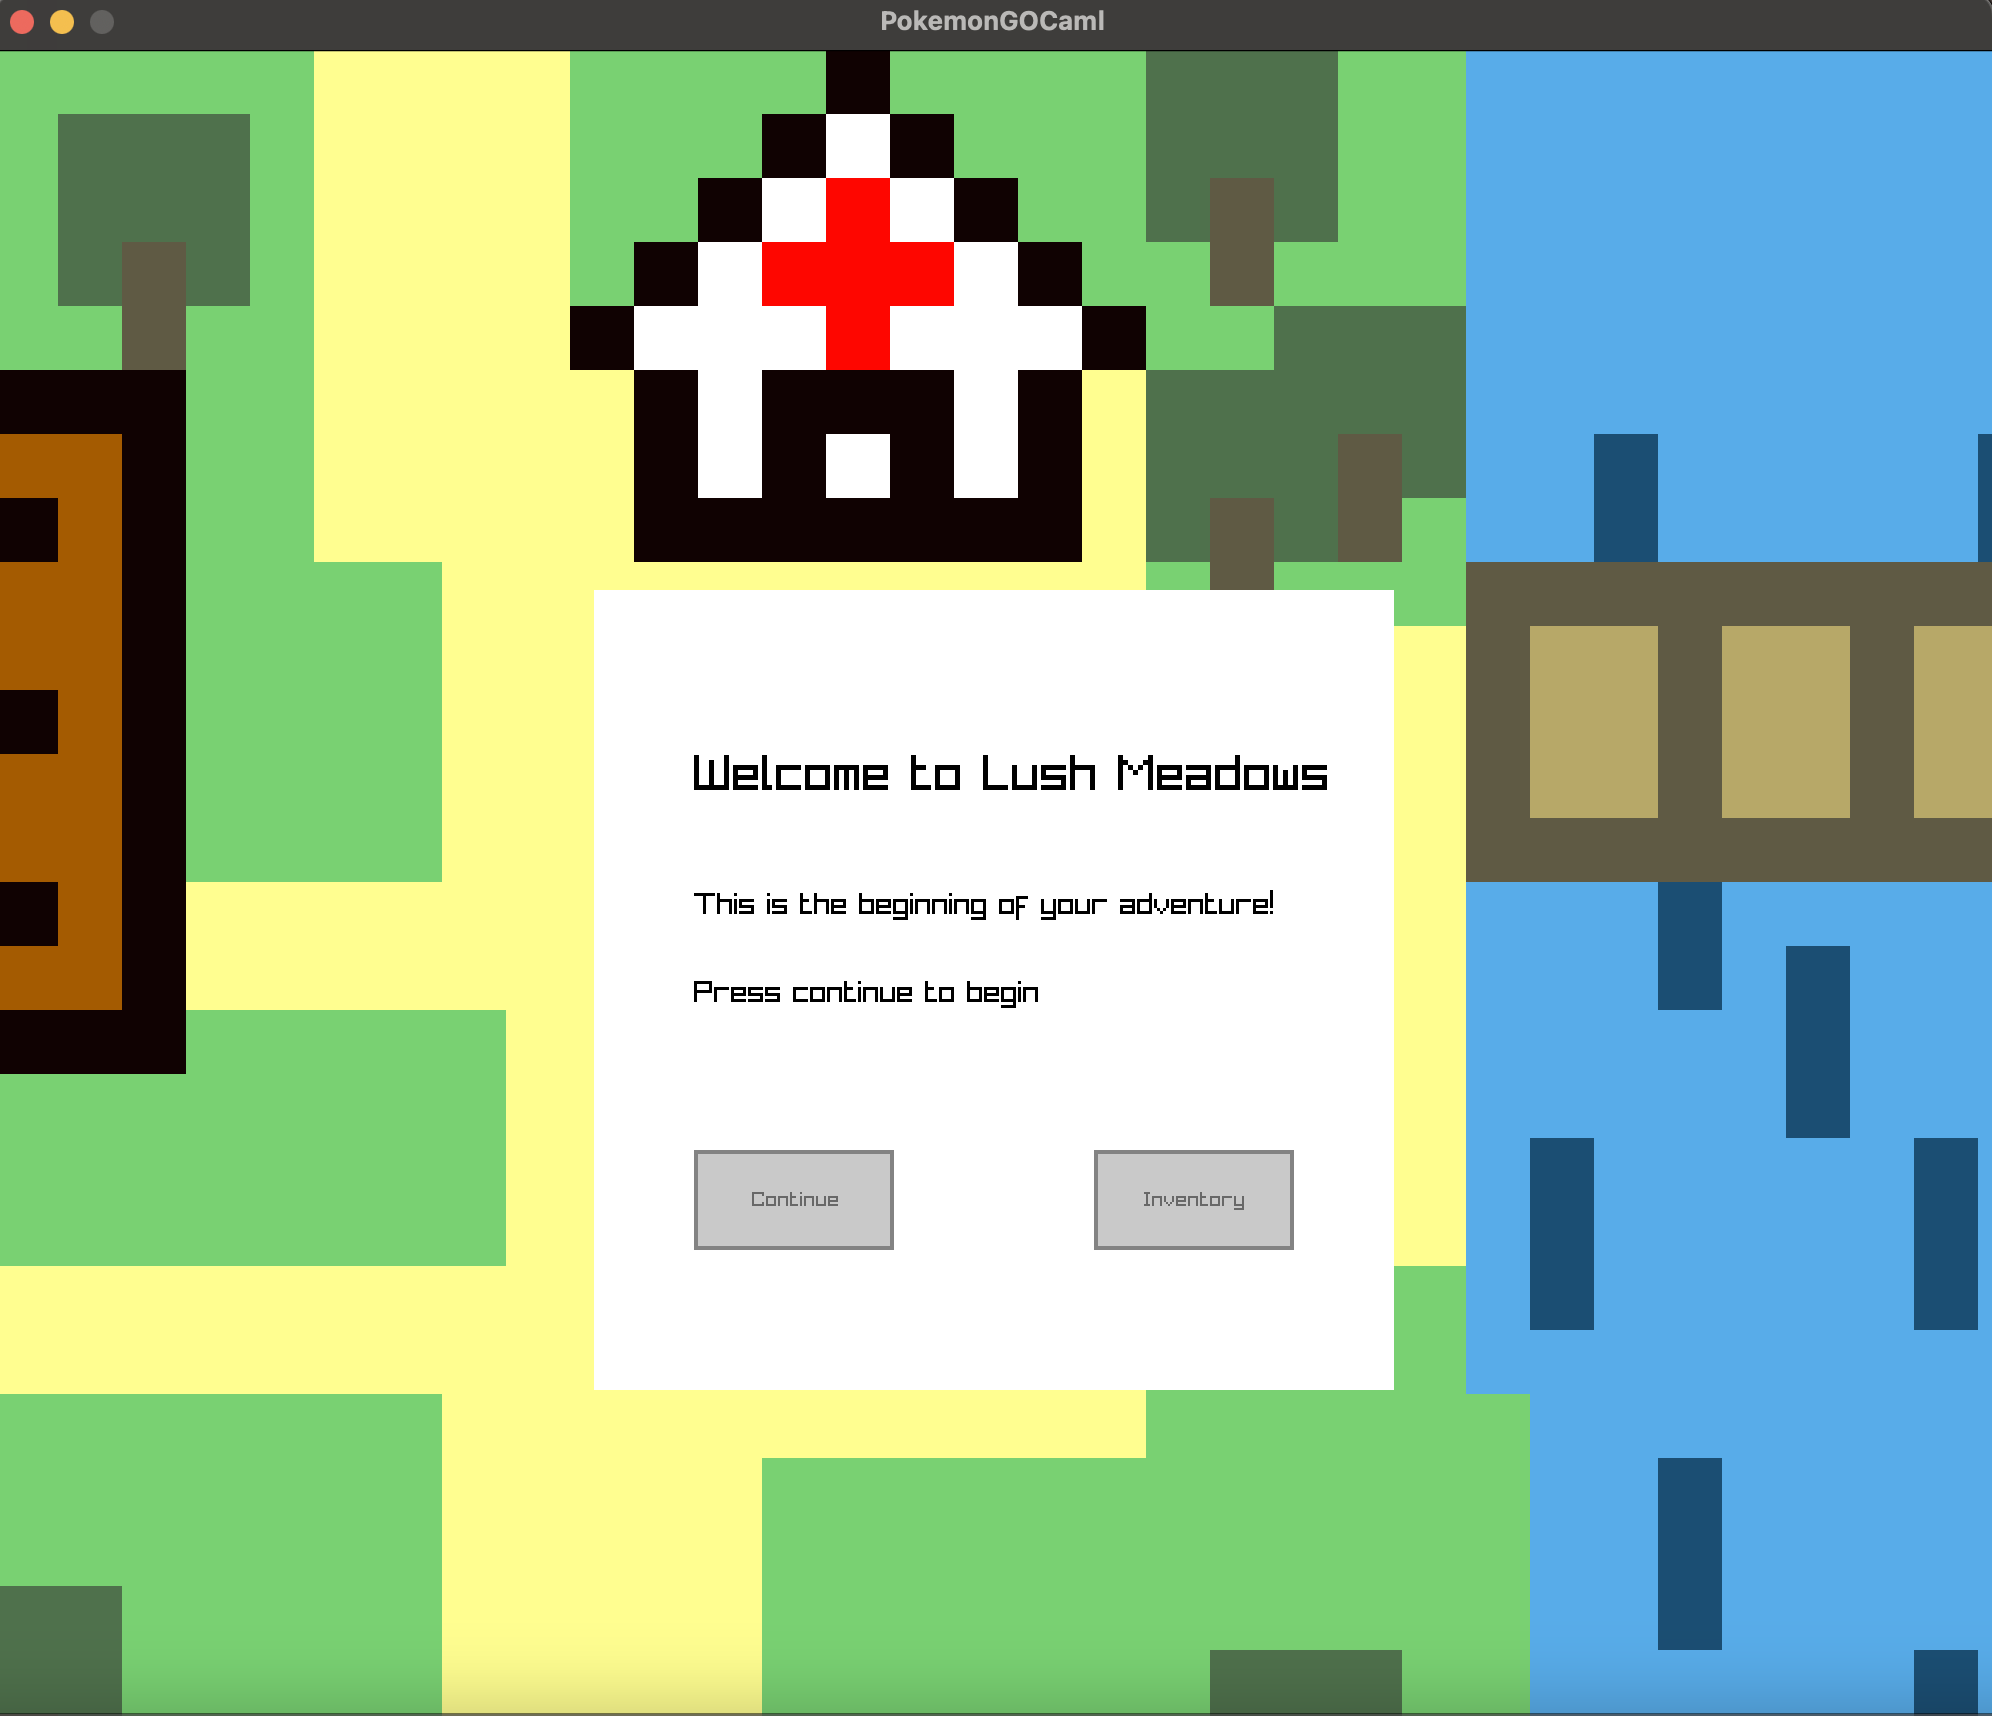 PokemonGOCaml
Welcome to Lush Meadows
This is the beginning of your adventure!
Press continue to begin
Continue
Inventory